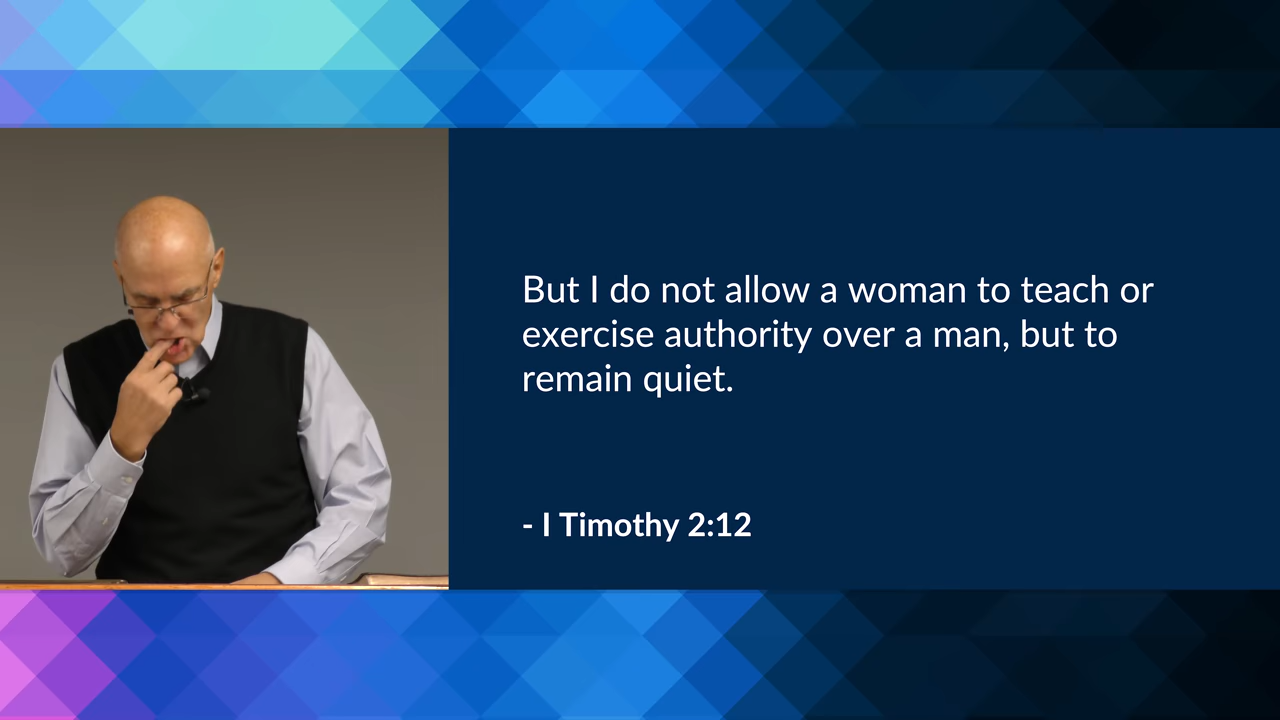 But I do not allow a woman to teach or
exercise authority over a man, but to
remain quiet.
- I Timothy 2:12